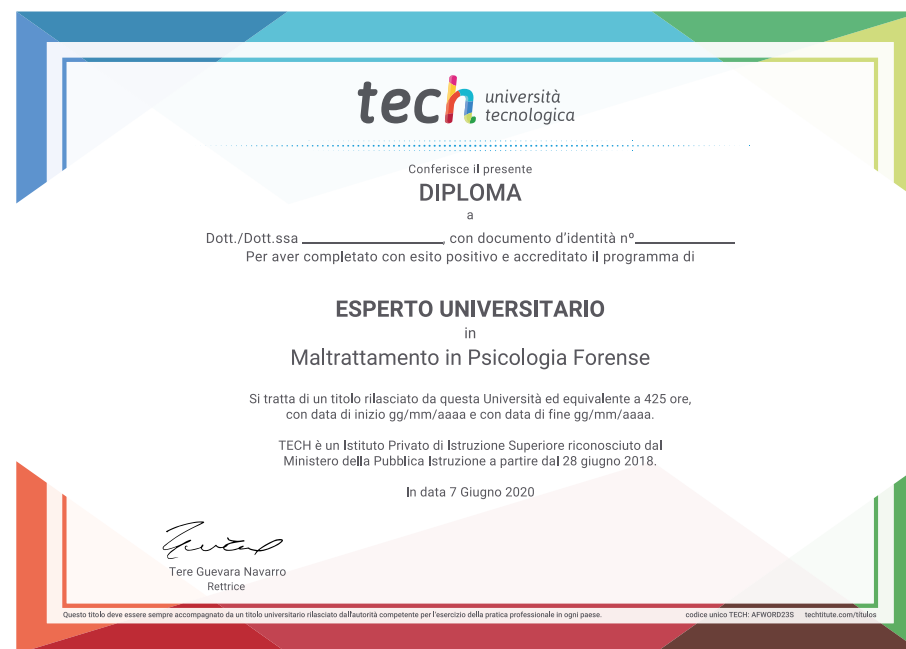 tech università
tecnologica
Conferisce il presente
DIPLOMA
a
Dott./Dott.ssa ____________________, con documento d'identità nº______________
Per aver completato con esito positivo e accreditato il programma di
ESPERTO UNIVERSITARIO
in
Maltrattamento in Psicologia Forense
Si tratta di un titolo rilasciato da questa Università ed equivalente a 425 ore,
con data di inizio gg/mm/aaaa e con data di fine gg/mm/aaaa.
TECH è un Istituto Privato di Istruzione Superiore riconosciuto dal
Ministero della Pubblica Istruzione a partire dal 28 giugno 2018.
In data 7 Giugno 2020
Tere Guevara Navarro
Rettrice
Questo titolo deve essere sempre accompagnato da un titolo universitario rilasciato dall'autorità competente per l'esercizio della pratica professionale in ogni paese. codice unico TECH: AFWORD23S techtitute.com/titulos